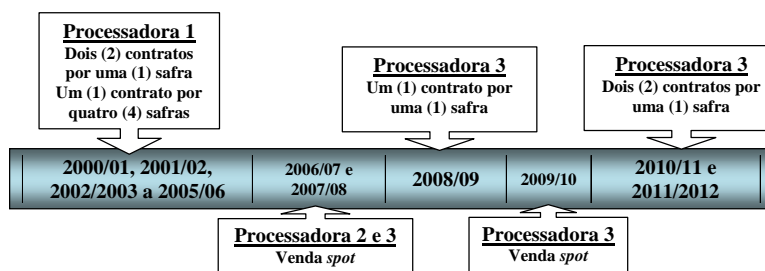 Processadora 1
Dois (2) contratos
por uma (1) safra
Um (1) contrato por
quatro (4) safras
Processadora 3
Um (1) contrato por
uma (1) safra
Processadora 3
Dois (2) contratos por
uma (1) safra
2000/01, 2001/02,
2002/2003 a 2005/06
2006/07 e
2007/08
2008/09
2009/10
2010/11 e
2011/2012
Processadora 2 e 3
Venda spot
Processadora 3
Venda spot